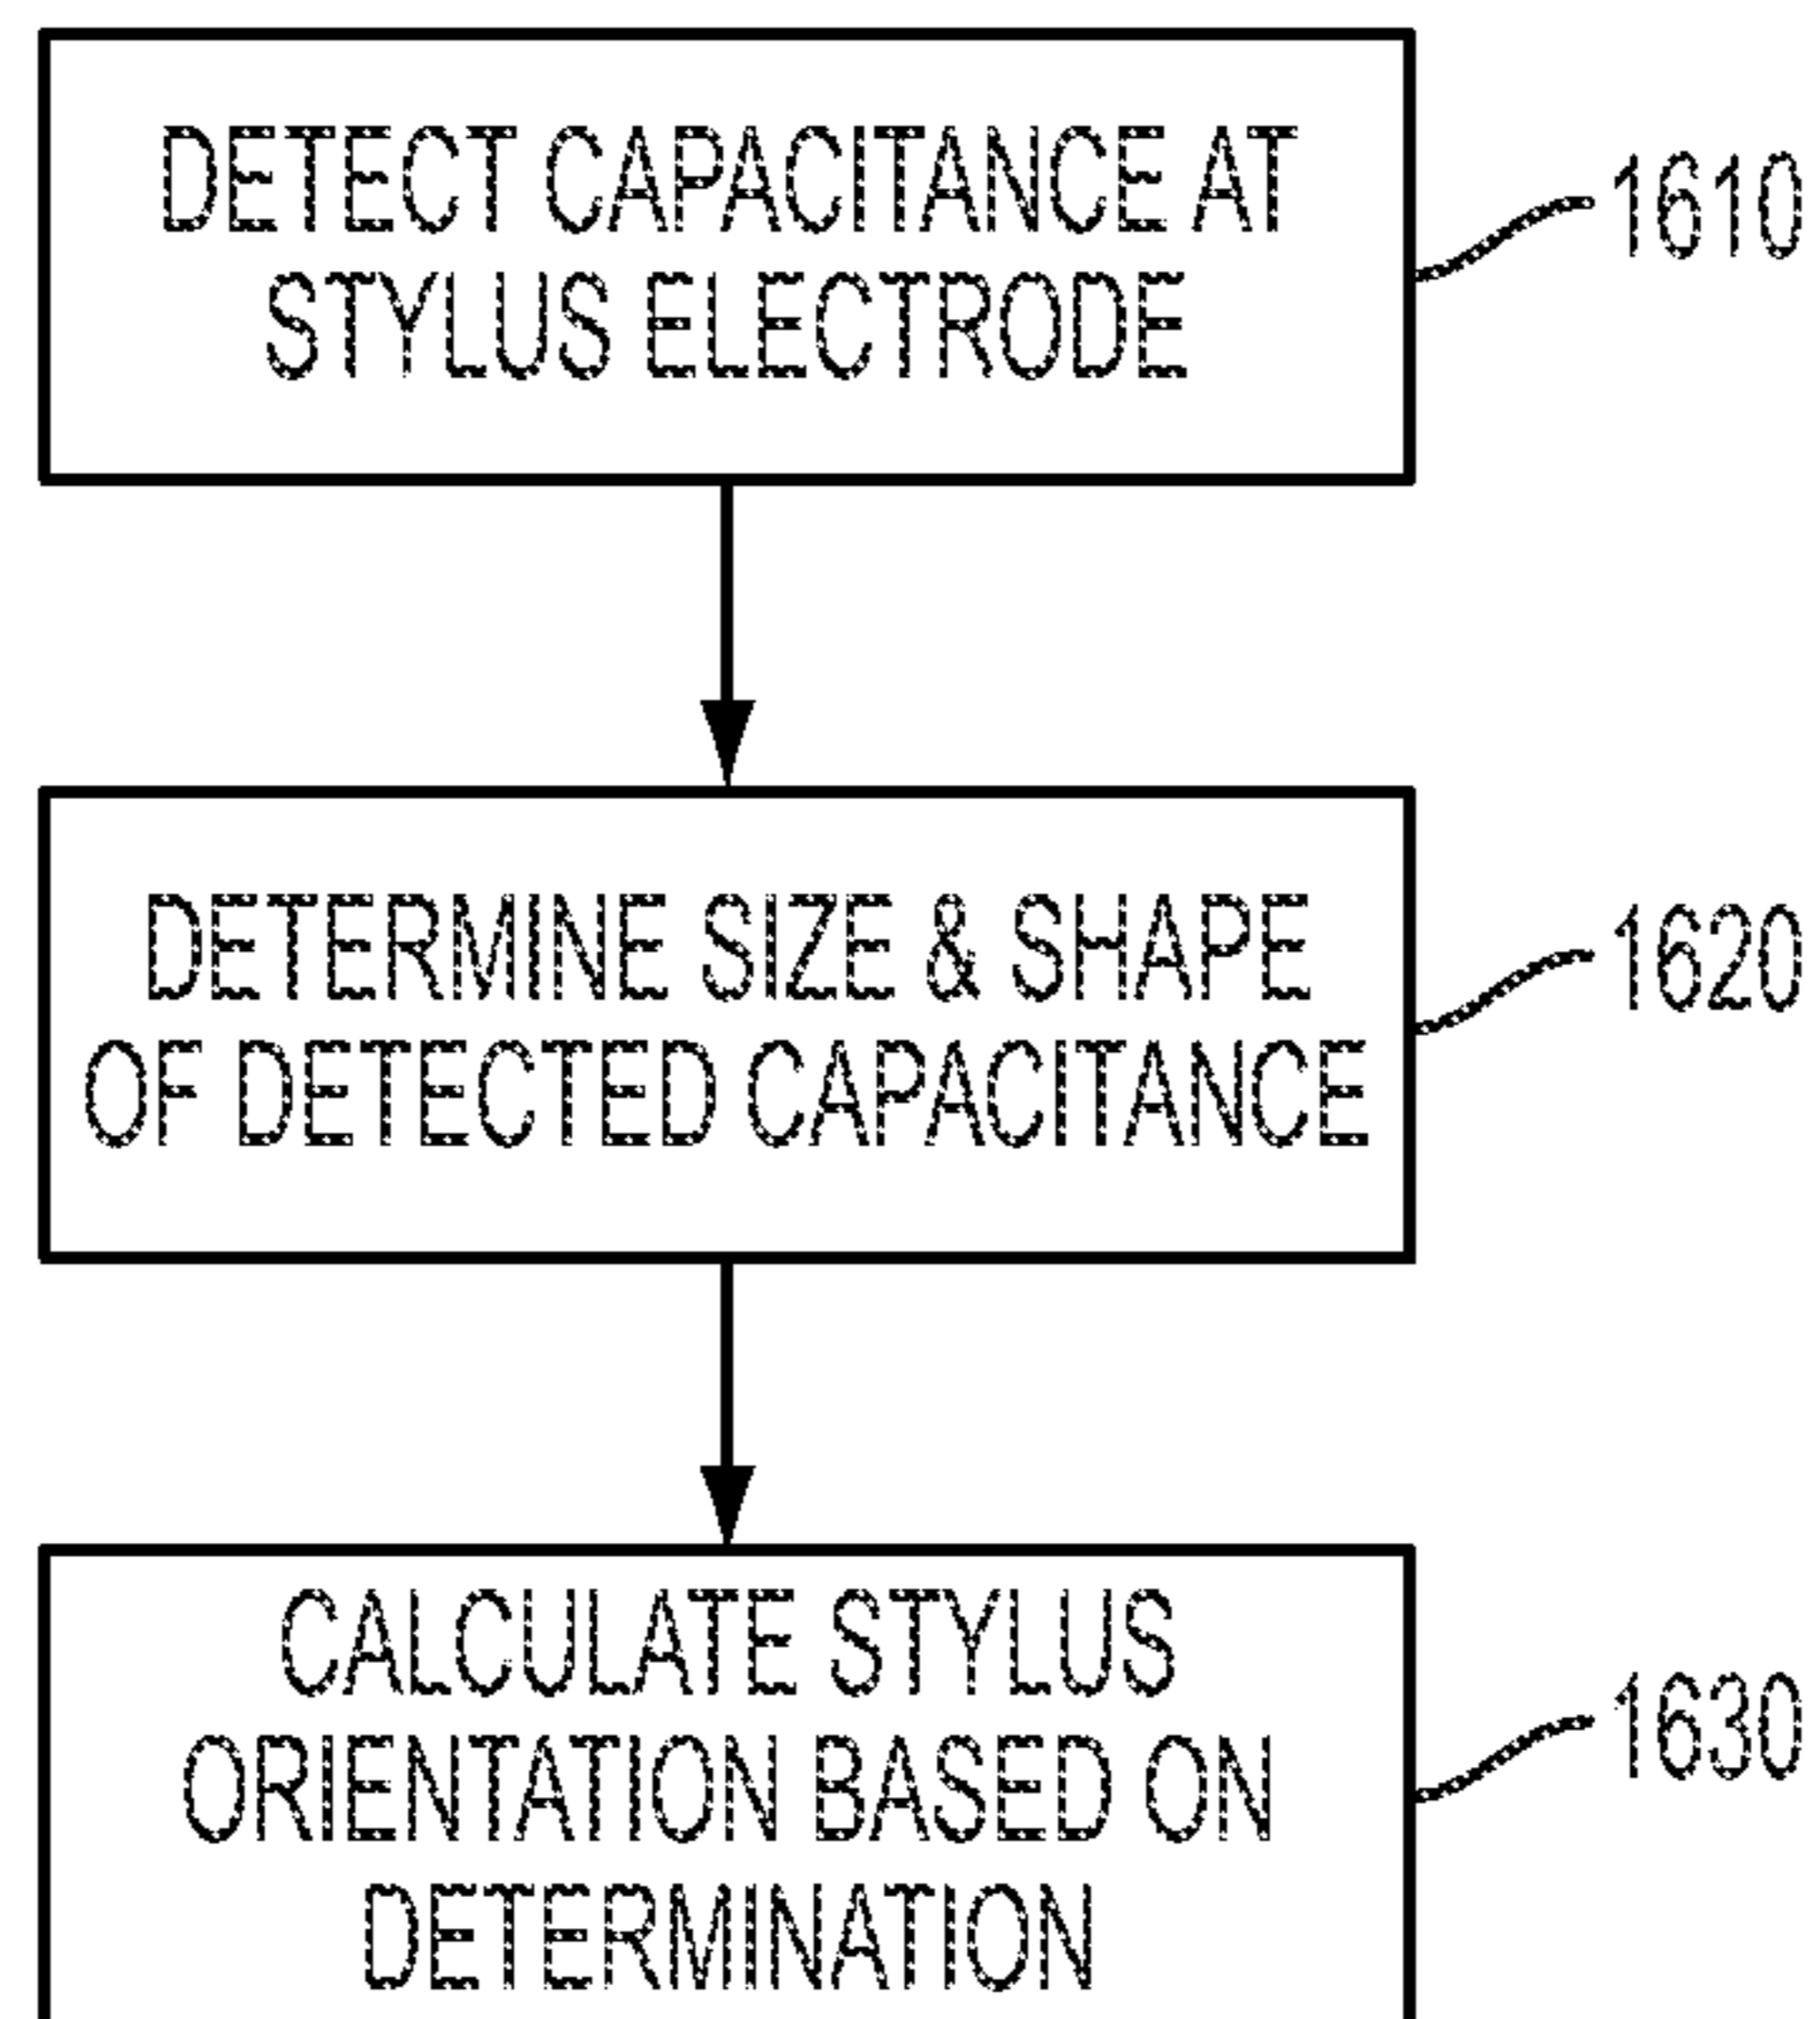 DETECT CAPACITANCE AT
STYLUS ELECTRODE
1610
DETERMINE SIZE & SHAPE
OF DETECTED CAPACITANCE
1620
CALCULATE STYLUS
ORIENTATION BASED ON
DETERMINATION
1630